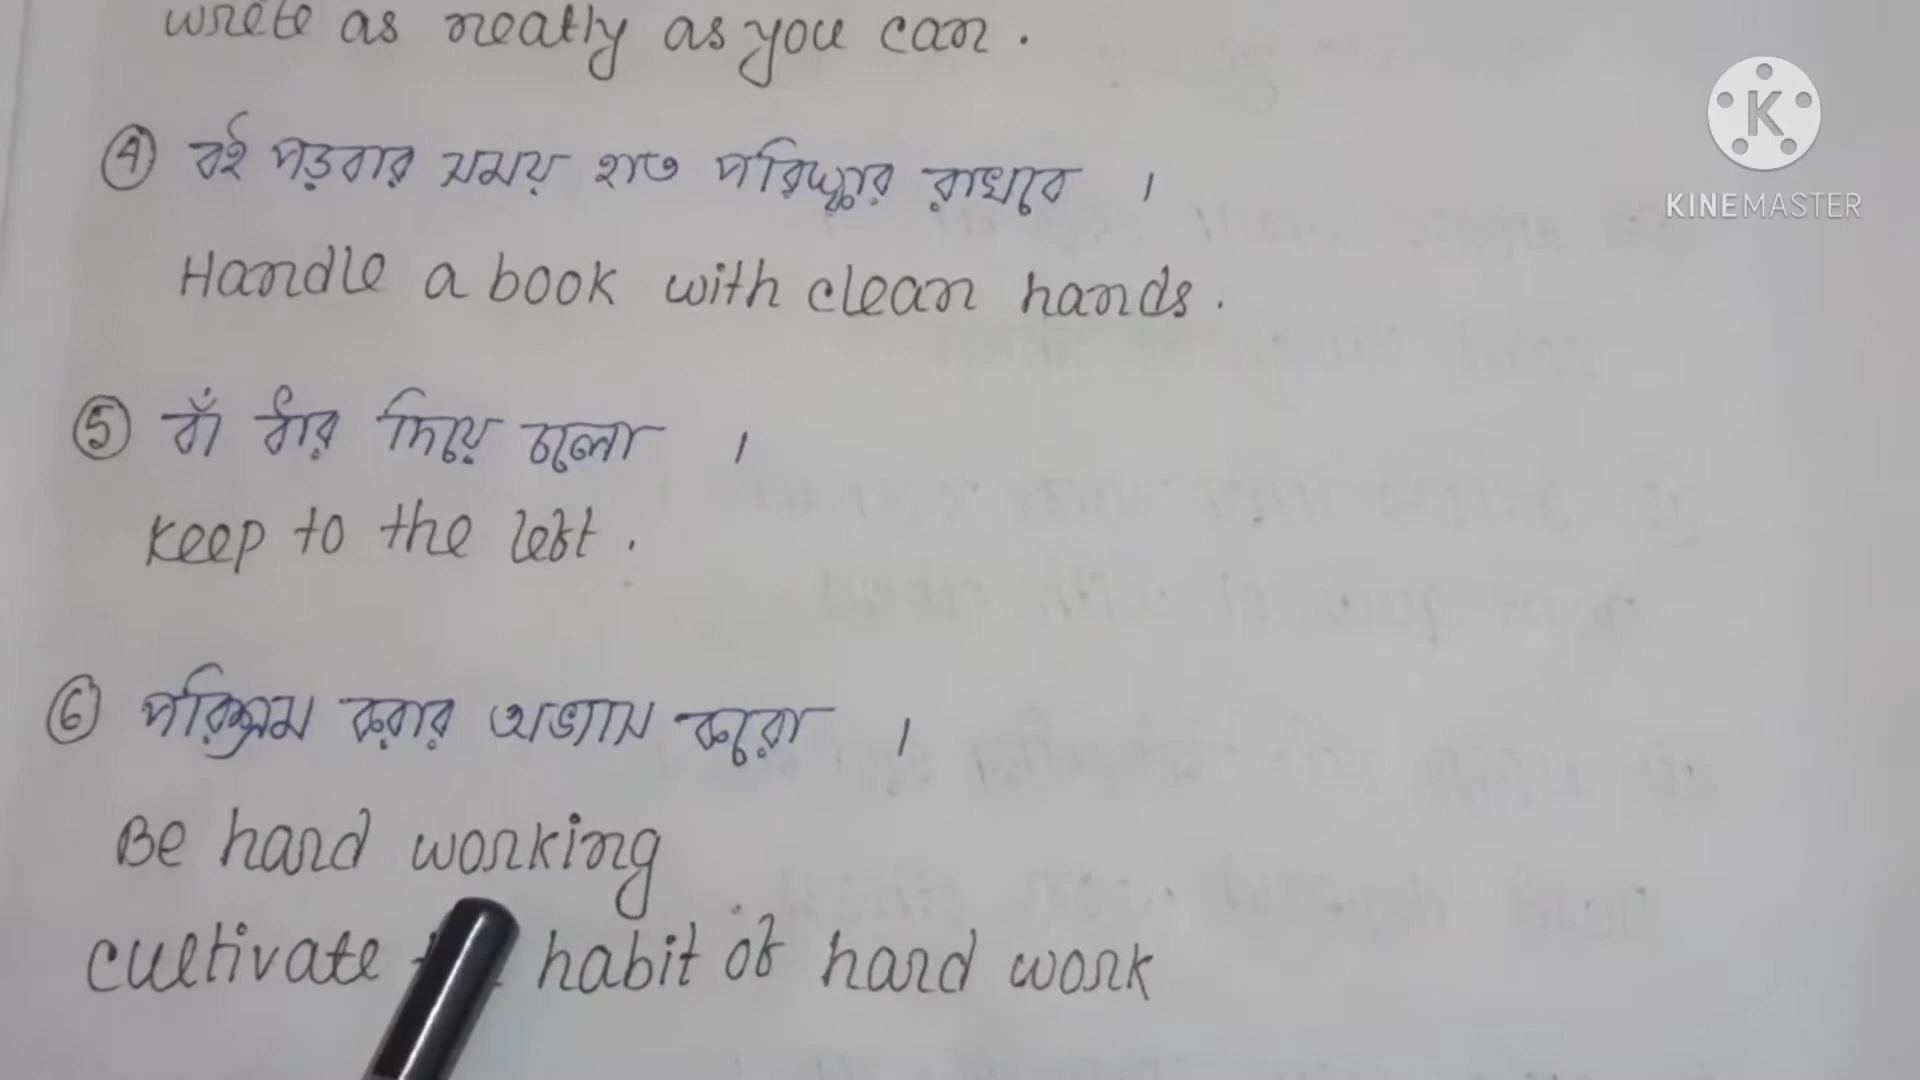 write as neatly as you can.
④ বই পড়বার সময় হাত পরিষ্কার রাখবে ।
Handle a book with clean hands.
⑤ বাঁ ধার দিয়ে চলো ।
Keep to the left.
⑥ পরিশ্রম করার অভ্যাস করো ।
Be hard working
cultivate habit of hard work
K
KINEMASTER